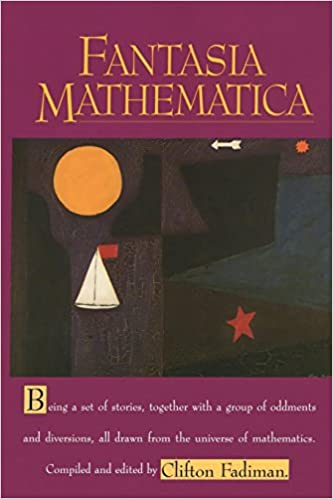 FANTASIA
MATHEMATICA
Being a set of stories, together with a group of oddments
and diversions, all drawn from the universe of mathematics.
Compiled and edited by Clifton Fadiman.